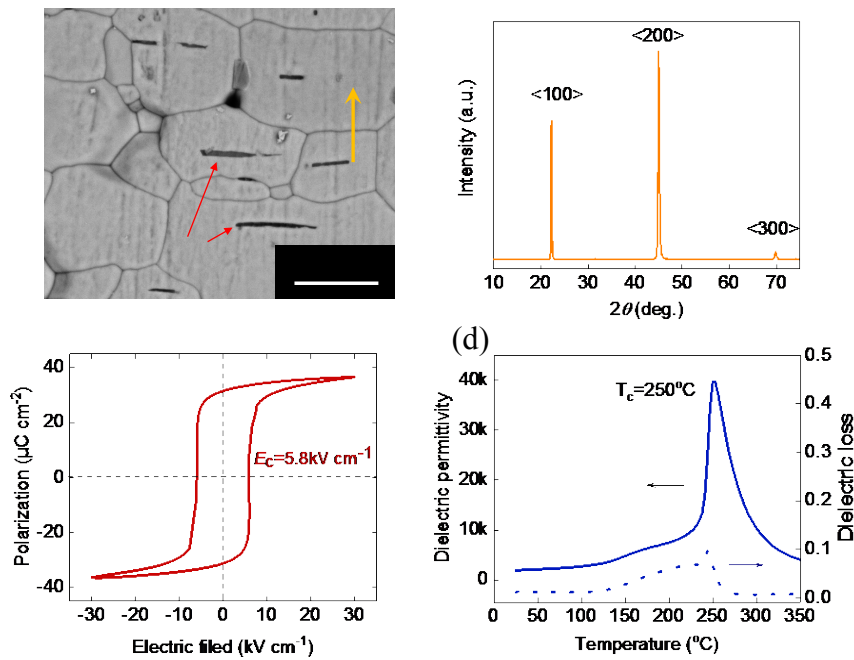 Intensity (a.u.)
<100>
<200>
<300>
10 20 30 40 50 60 70
2θ (deg.)
Polarization (µC cm⁻²)
40
20
0
-20
-40
E_C=5.8kV cm⁻¹
-30 -20 -10 0 10 20 30
Electric filled (kV cm⁻¹)
(d)
Dielectric permittivity
40k
30k
20k
10k
0
T_c=250°C
0.5
0.4
0.3
0.2
0.1
0.0
Dielectric loss
50 100 150 200 250 300 350
Temperature (°C)